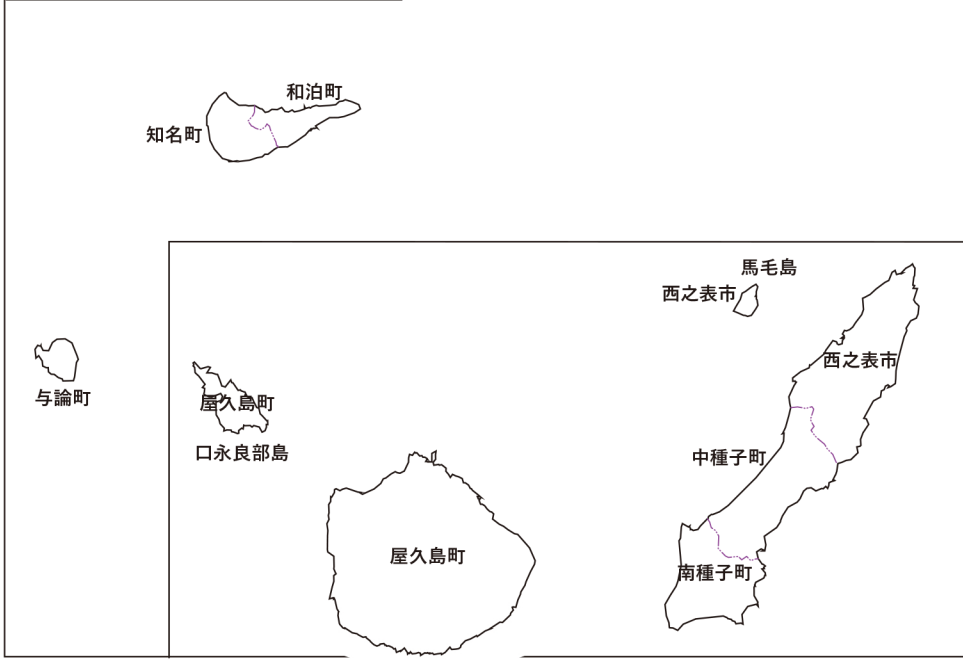 和泊町
知名町
馬毛島
西之表市
西之表市
与論町
屋久島町
口永良部島
中種子町
屋久島町
南種子町